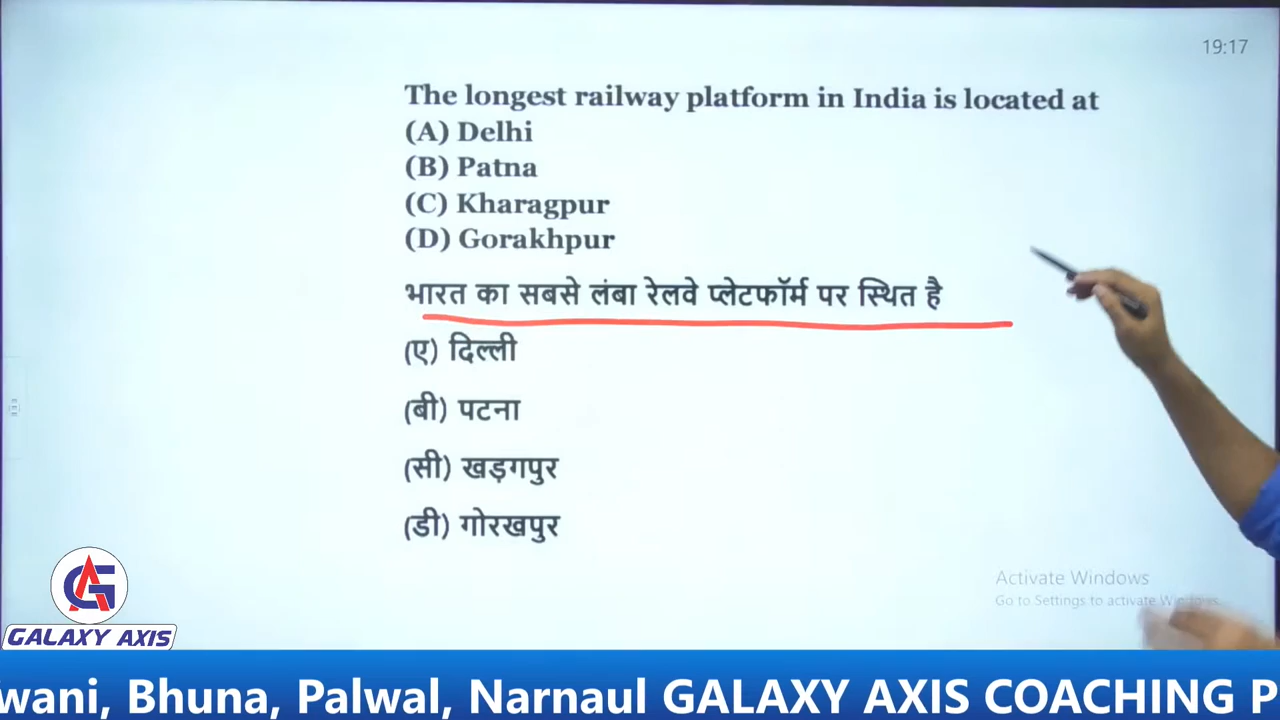 19:17
The longest railway platform in India is located at
(A) Delhi
(B) Patna
(C) Kharagpur
(D) Gorakhpur
भारत का सबसे लंबा रेलवे प्लेटफॉर्म पर स्थित है
(ए) दिल्ली
(बी) पटना
(सी) खड़गपुर
(डी) गोरखपुर
Activate Windows
Go to Settings to activate Windows.
GALAXY AXIS
wani, Bhuna, Palwal, Narnaul GALAXY AXIS COACHING P